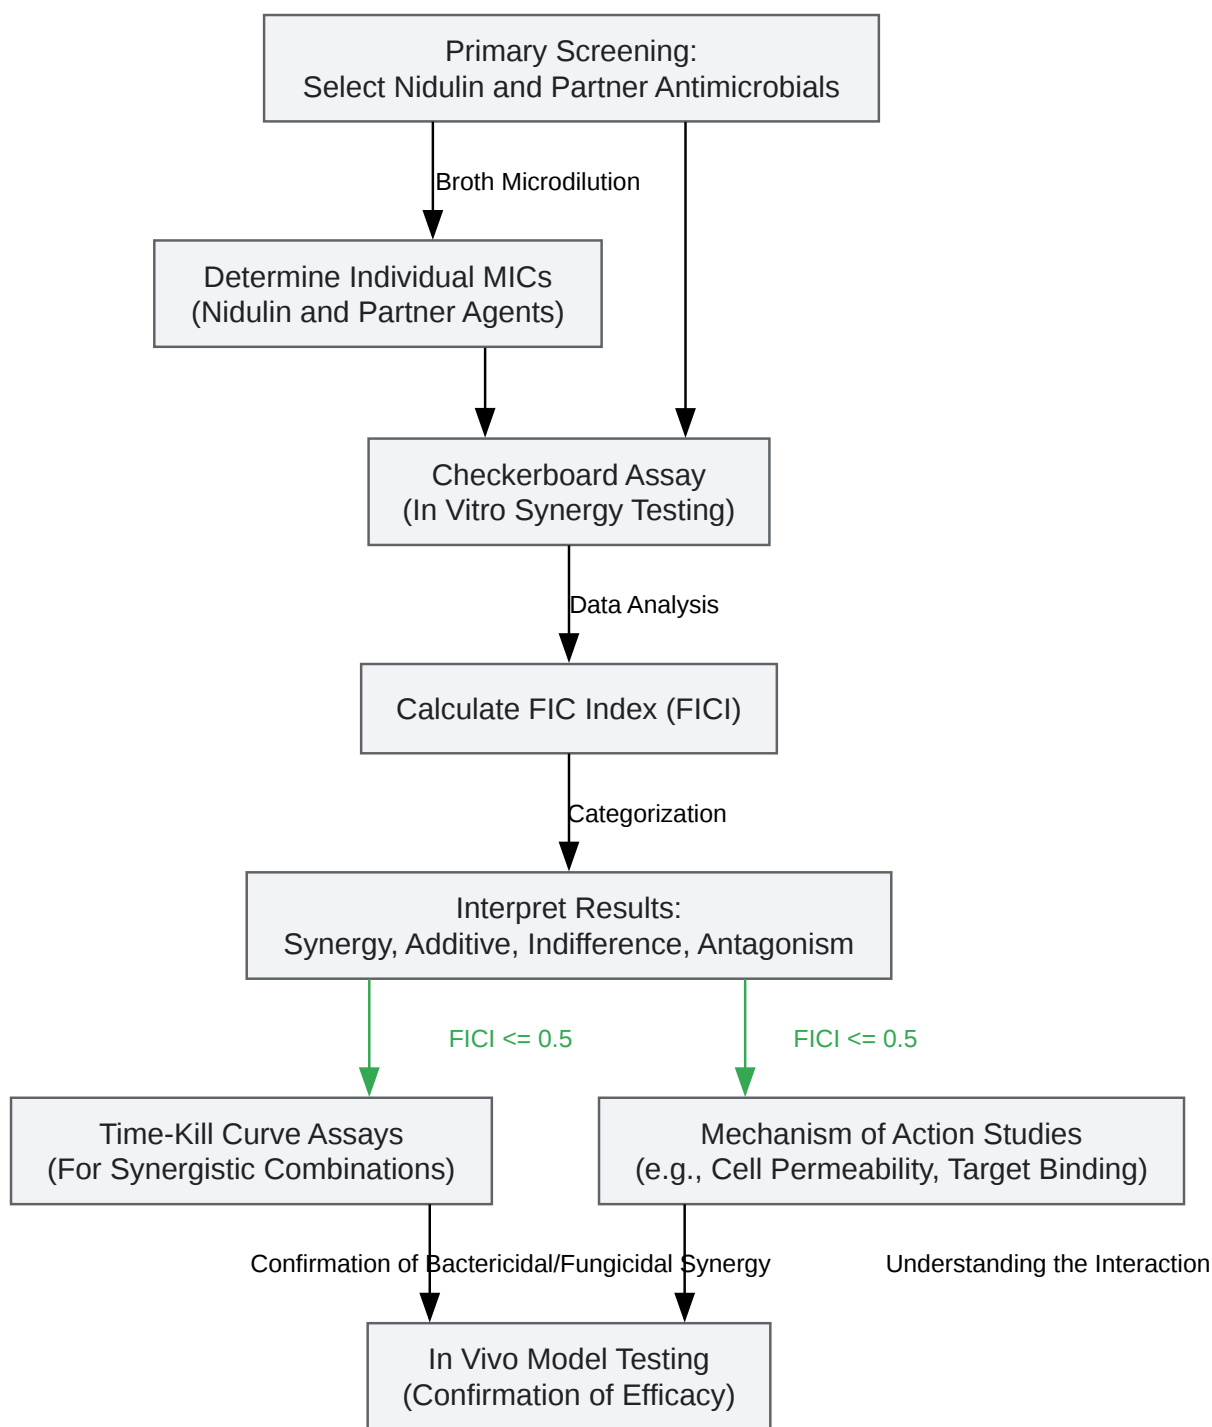 Primary Screening:
Select Nidulin and Partner Antimicrobials
Broth Microdilution
Determine Individual MICs
(Nidulin and Partner Agents)
Checkerboard Assay
(In Vitro Synergy Testing)
Data Analysis
Calculate FIC Index (FICI)
Categorization
Interpret Results:
Synergy, Additive, Indifference, Antagonism
FICI <= 0.5
FICI <= 0.5
Time-Kill Curve Assays
(For Synergistic Combinations)
Mechanism of Action Studies
(e.g., Cell Permeability, Target Binding)
Confirmation of Bactericidal/Fungicidal Synergy
Understanding the Interaction
In Vivo Model Testing
(Confirmation of Efficacy)